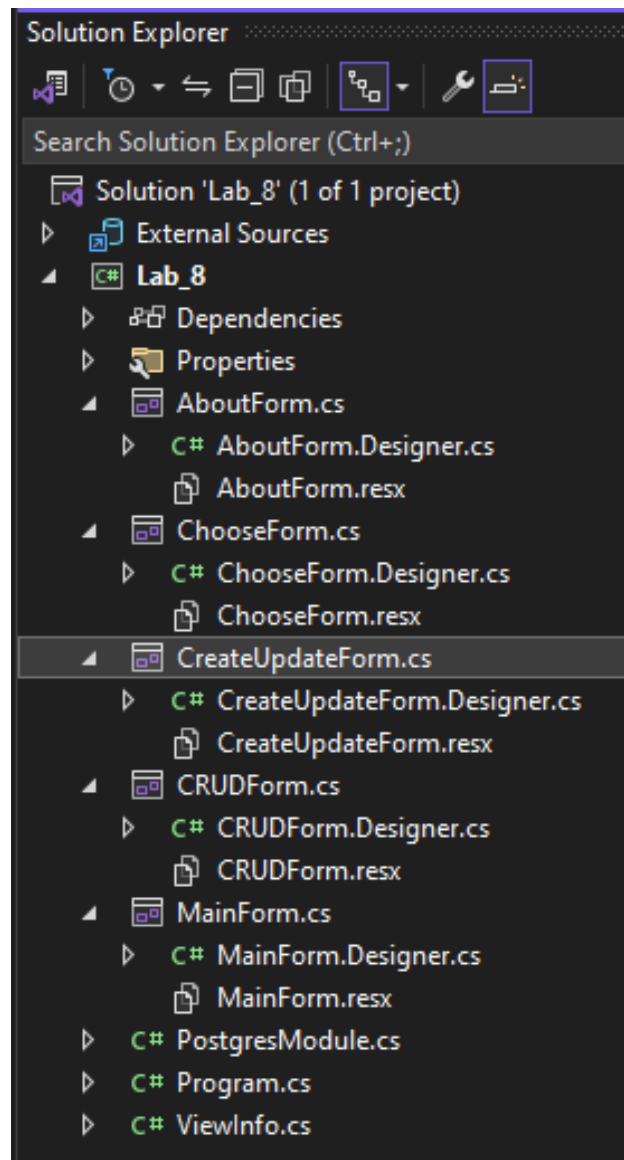 Solution Explorer
Search Solution Explorer (Ctrl+;)
Solution 'Lab_8' (1 of 1 project)
External Sources
C# Lab_8
Dependencies
Properties
AboutForm.cs
C# AboutForm.Designer.cs
AboutForm.resx
ChooseForm.cs
C# ChooseForm.Designer.cs
ChooseForm.resx
CreateUpdateForm.cs
C# CreateUpdateForm.Designer.cs
CreateUpdateForm.resx
CRUDForm.cs
C# CRUDForm.Designer.cs
CRUDForm.resx
MainForm.cs
C# MainForm.Designer.cs
MainForm.resx
C# PostgresModule.cs
C# Program.cs
C# ViewInfo.cs